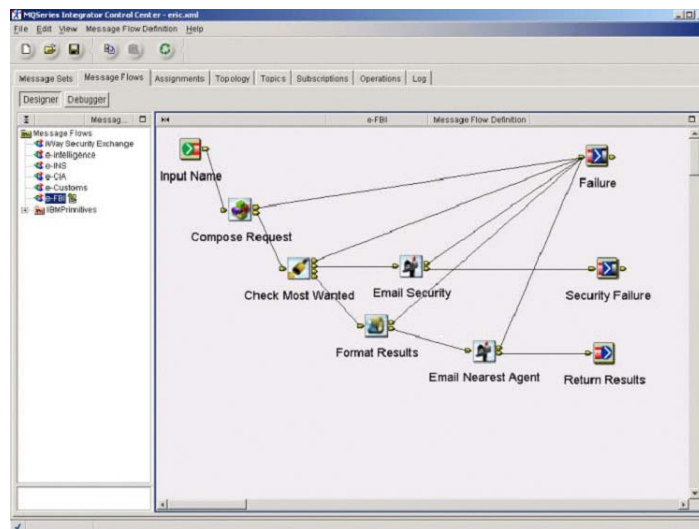 MQSeries Integrator Control Center - eric.xml
File Edit View Message Flow Definition Help
Message Sets Message Flows Assignments Topology Topics Subscriptions Operations Log
Designer Debugger
Messag...
e-FBI Message Flow Definition
Message Flows
iWay Security Exchange
e-intelligence
e-INS
e-CIA
e-Customs
e-FBI
IBMPrimitives
Input Name
Failure
Compose Request
Check Most Wanted
Email Security
Security Failure
Format Results
Email Nearest Agent
Return Results